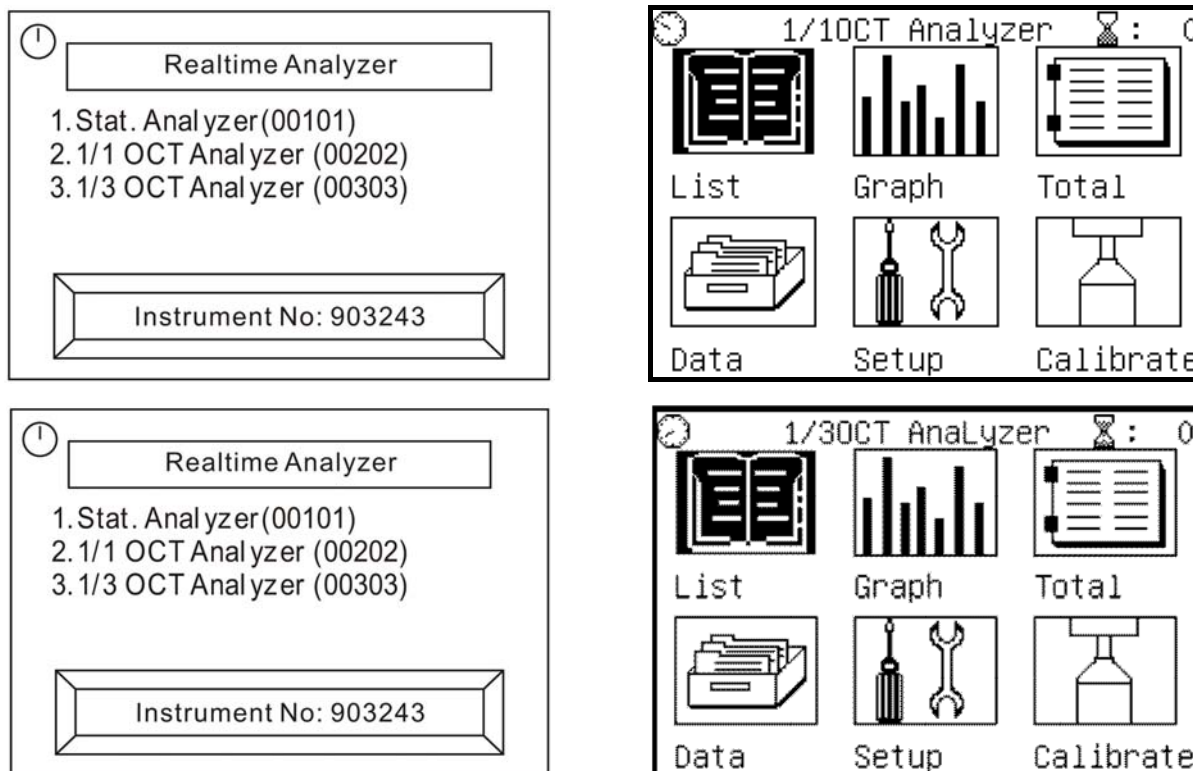 Realtime Analyzer
1.Stat. Analyzer(00101)
2.1/1 OCT Analyzer (00202)
3.1/3 OCT Analyzer (00303)
Instrument No: 903243
1/1OCT Analyzer : 0
List Graph Total
Data Setup Calibrate
Realtime Analyzer
1.Stat. Analyzer(00101)
2.1/1 OCT Analyzer (00202)
3.1/3 OCT Analyzer (00303)
Instrument No: 903243
1/3OCT AnaLyzer : 0
List Graph Total
Data Setup Calibrate